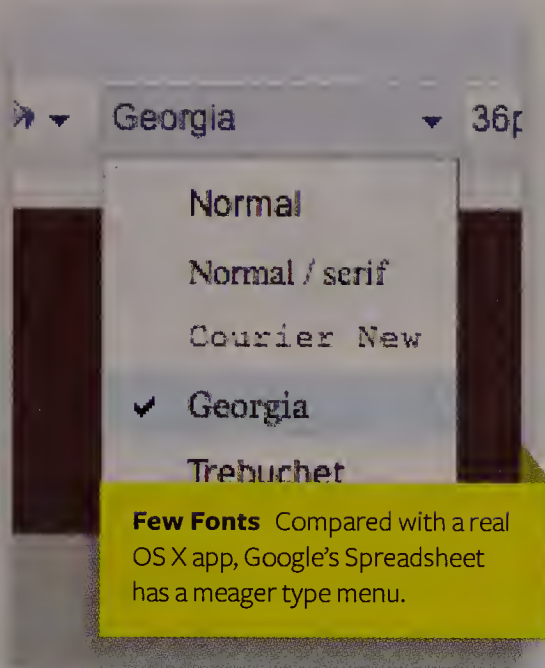 Georgia 36p
Normal
Normal / serif
Courier New
Georgia
Trebuchet
Few Fonts Compared with a real
OS X app, Google's Spreadsheet
has a meager type menu.